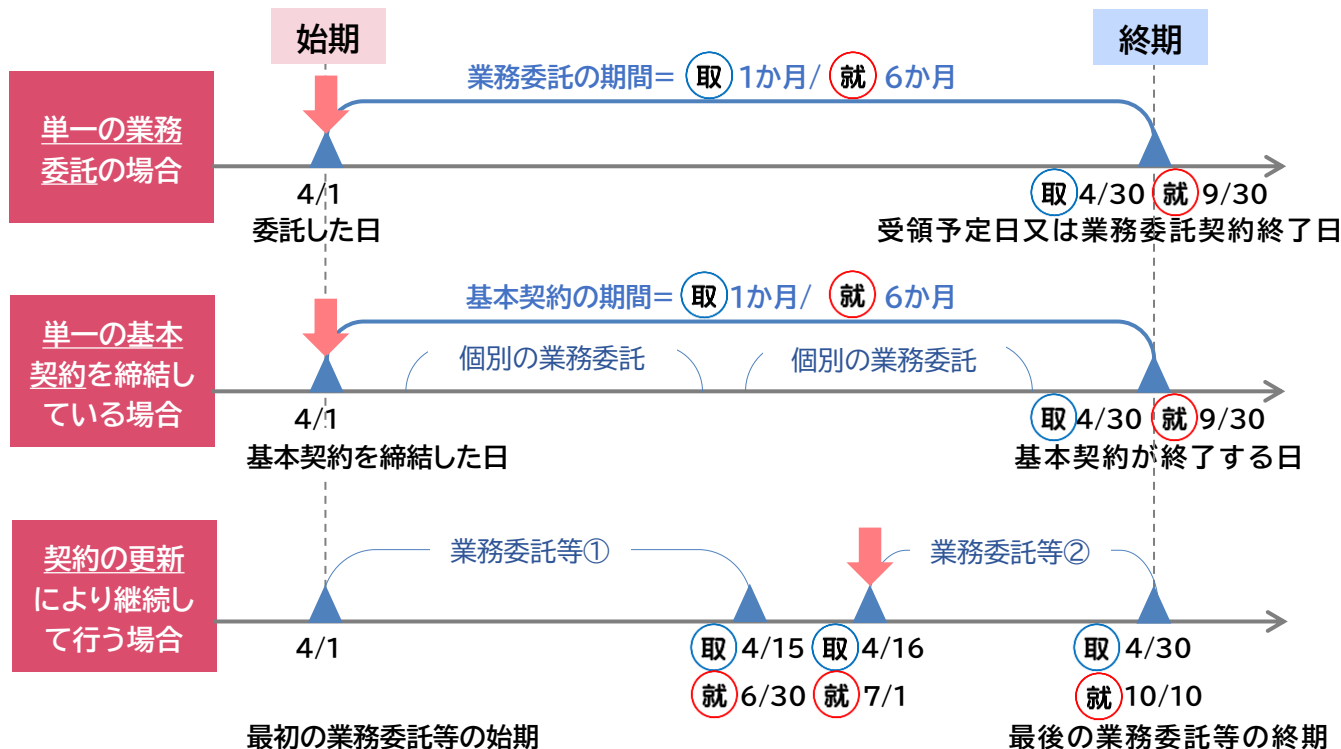 始期
終期
業務委託の期間= 取 1か月/ 就 6か月
単一の業務
委託の場合
4/1
取 4/30 就 9/30
委託した日
受領予定日又は業務委託契約終了日
基本契約の期間= 取 1か月/ 就 6か月
単一の基本
契約を締結し
ている場合
個別の業務委託
個別の業務委託
4/1
取 4/30 就 9/30
基本契約を締結した日
基本契約が終了する日
契約の更新
により継続し
て行う場合
業務委託等①
業務委託等②
4/1
取 4/15 取 4/16
取 4/30
就 6/30 就 7/1
就 10/10
最初の業務委託等の始期
最後の業務委託等の終期